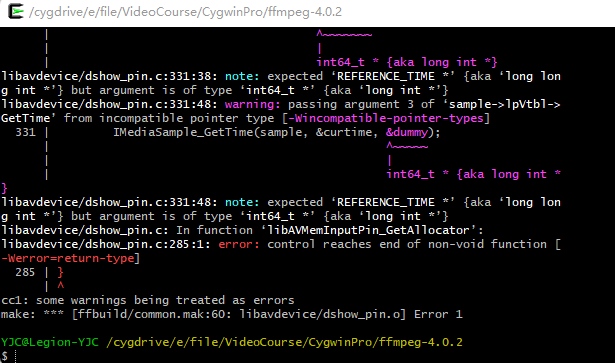 /cygdrive/e/file/VideoCourse/CygwinPro/ffmpeg-4.0.2
| ^~~~~~~~
| |
| int64_t * {aka long int *}
libavdevice/dshow_pin.c:331:38: note: expected ‘REFERENCE_TIME *’ {aka ‘long lon
g int *’} but argument is of type ‘int64_t *’ {aka ‘long int *’}
libavdevice/dshow_pin.c:331:48: warning: passing argument 3 of ‘sample->lpVtbl->
GetTime’ from incompatible pointer type [-Wincompatible-pointer-types]
331 | IMediaSample_GetTime(sample, &curtime, &dummy);
| ^~~~~~
| |
| int64_t * {aka long int *
}
libavdevice/dshow_pin.c:331:48: note: expected ‘REFERENCE_TIME *’ {aka ‘long lon
g int *’} but argument is of type ‘int64_t *’ {aka ‘long int *’}
libavdevice/dshow_pin.c: In function ‘libAVMemInputPin_GetAllocator’:
libavdevice/dshow_pin.c:285:1: error: control reaches end of non-void function [
-Werror=return-type]
285 | }
| ^
cc1: some warnings being treated as errors
make: *** [ffbuild/common.mak:60: libavdevice/dshow_pin.o] Error 1
YJC@Legion-YJC /cygdrive/e/file/VideoCourse/CygwinPro/ffmpeg-4.0.2
$